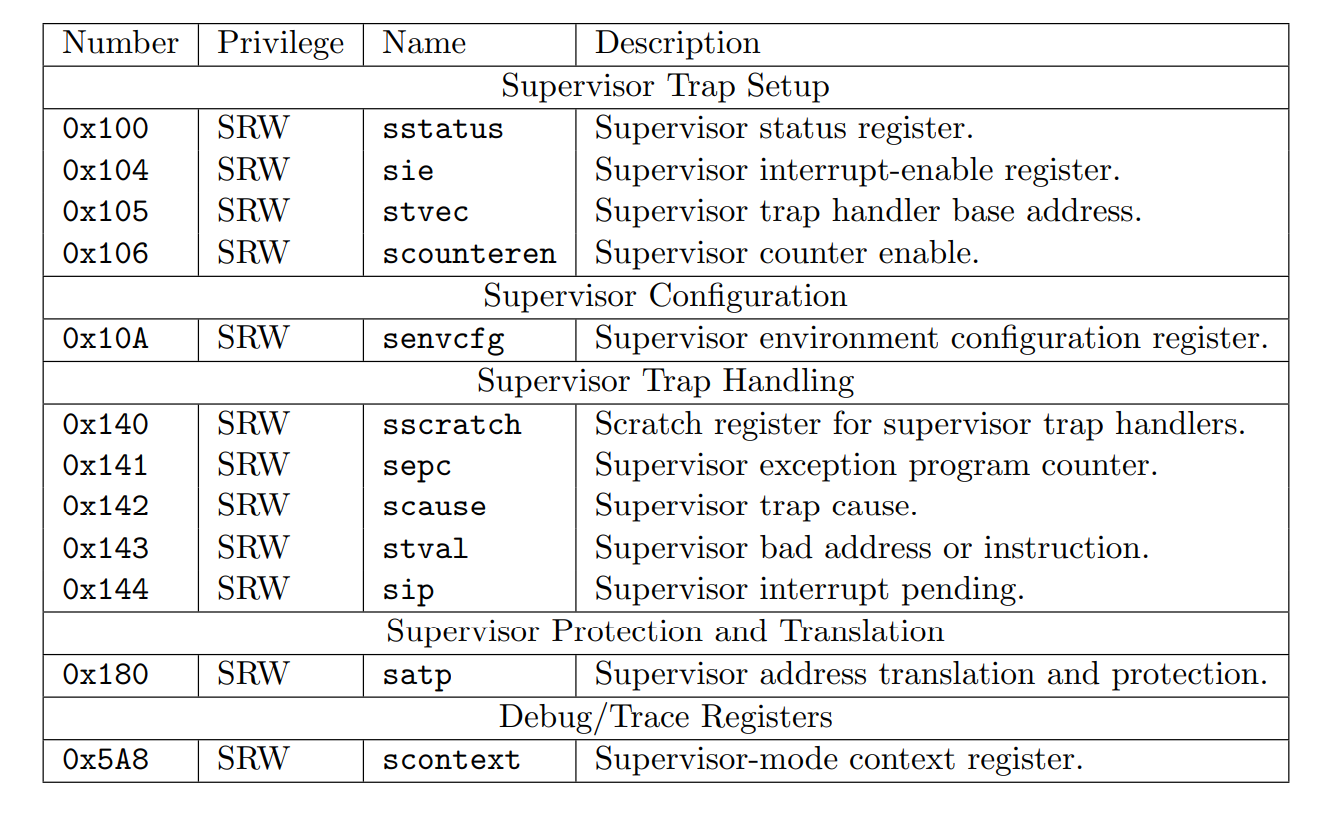 Number Privilege Name Description
Supervisor Trap Setup
0x100 SRW sstatus Supervisor status register.
0x104 SRW sie Supervisor interrupt-enable register.
0x105 SRW stvec Supervisor trap handler base address.
0x106 SRW scounteren Supervisor counter enable.
Supervisor Configuration
0x10A SRW senvcfg Supervisor environment configuration register.
Supervisor Trap Handling
0x140 SRW sscratch Scratch register for supervisor trap handlers.
0x141 SRW sepc Supervisor exception program counter.
0x142 SRW scause Supervisor trap cause.
0x143 SRW stval Supervisor bad address or instruction.
0x144 SRW sip Supervisor interrupt pending.
Supervisor Protection and Translation
0x180 SRW satp Supervisor address translation and protection.
Debug/Trace Registers
0x5A8 SRW scontext Supervisor-mode context register.